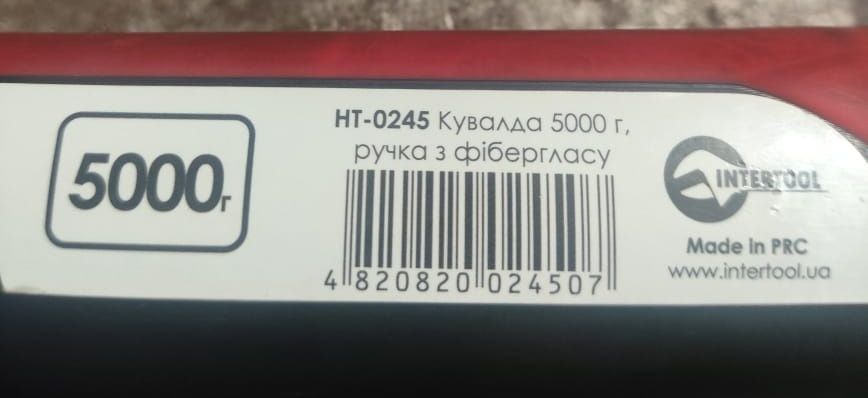 5000г
HT-0245 Кувалда 5000 г,
ручка з фібергласу
4 820820 024507
INTERTOOL
Made in PRC
www.intertool.ua